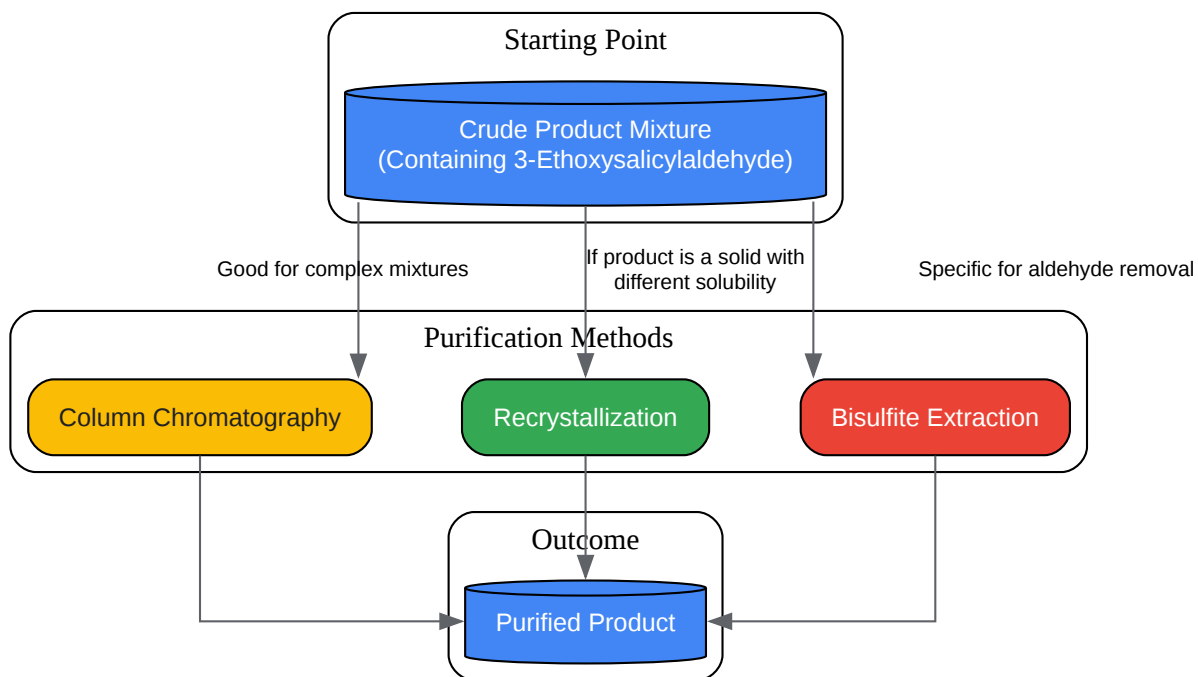 Starting Point
Crude Product Mixture
(Containing 3-Ethoxysalicylaldehyde)
Good for complex mixtures
If product is a solid with
different solubility
Specific for aldehyde removal
Purification Methods
Column Chromatography
Recrystallization
Bisulfite Extraction
Outcome
Purified Product